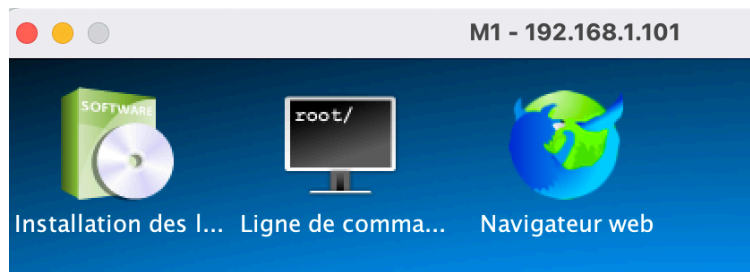 M1 - 192.168.1.101
SOFTWARE
root/
Installation des l... Ligne de comma... Navigateur web